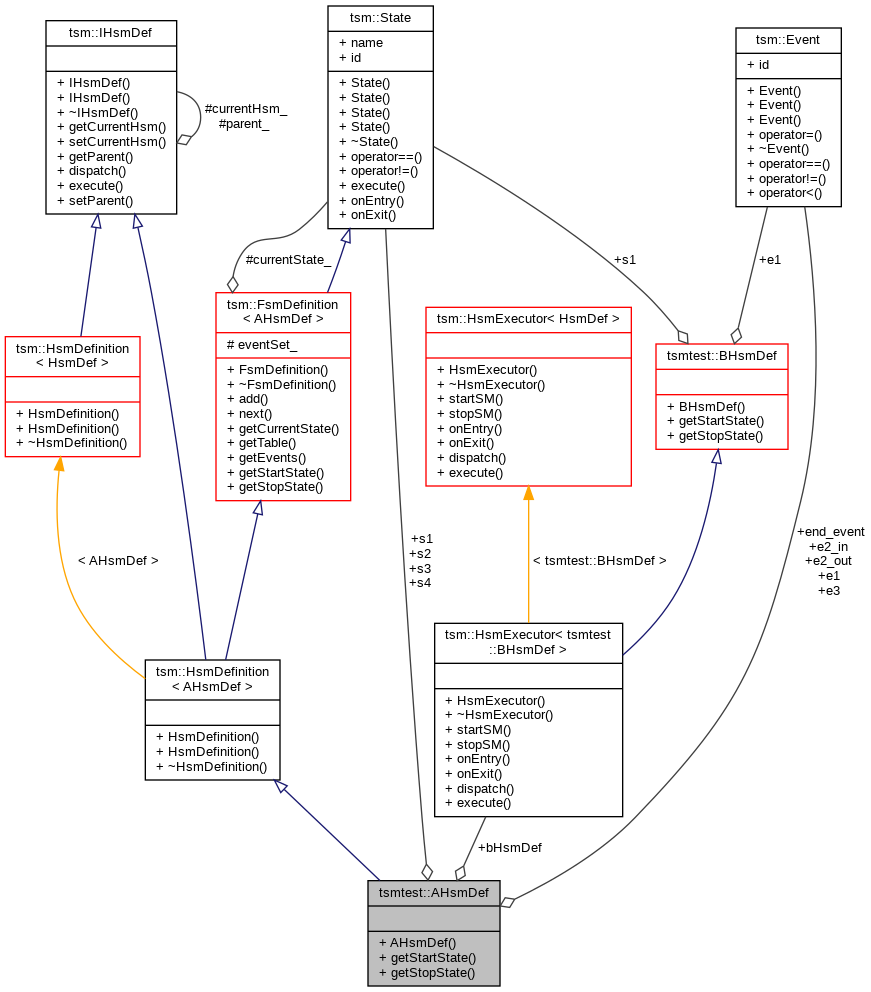 tsm::IHsmDef
+ IHsmDef()
+ IHsmDef()
+ ~IHsmDef()
+ getCurrentHsm()
+ setCurrentHsm()
+ getParent()
+ dispatch()
+ execute()
+ setParent()
#currentHsm_
#parent_
tsm::State
+ name
+ id
+ State()
+ State()
+ State()
+ State()
+ ~State()
+ operator==()
+ operator!=()
+ execute()
+ onEntry()
+ onExit()
tsm::Event
+ id
+ Event()
+ Event()
+ Event()
+ operator=()
+ ~Event()
+ operator==()
+ operator!=()
+ operator<()
#currentState_
+s1
+e1
tsm::HsmDefinition
< HsmDef >
+ HsmDefinition()
+ HsmDefinition()
+ ~HsmDefinition()
tsm::FsmDefinition
< AHsmDef >
# eventSet_
+ FsmDefinition()
+ ~FsmDefinition()
+ add()
+ next()
+ getCurrentState()
+ getTable()
+ getEvents()
+ getStartState()
+ getStopState()
tsm::HsmExecutor< HsmDef >
+ HsmExecutor()
+ ~HsmExecutor()
+ startSM()
+ stopSM()
+ onEntry()
+ onExit()
+ dispatch()
+ execute()
tsmtest::BHsmDef
+ BHsmDef()
+ getStartState()
+ getStopState()
< AHsmDef >
+s1
+s2
+s3
+s4
< tsmtest::BHsmDef >
+end_event
+e2_in
+e2_out
+e1
+e3
tsm::HsmDefinition
< AHsmDef >
+ HsmDefinition()
+ HsmDefinition()
+ ~HsmDefinition()
tsm::HsmExecutor< tsmtest
::BHsmDef >
+ HsmExecutor()
+ ~HsmExecutor()
+ startSM()
+ stopSM()
+ onEntry()
+ onExit()
+ dispatch()
+ execute()
+bHsmDef
tsmtest::AHsmDef
+ AHsmDef()
+ getStartState()
+ getStopState()